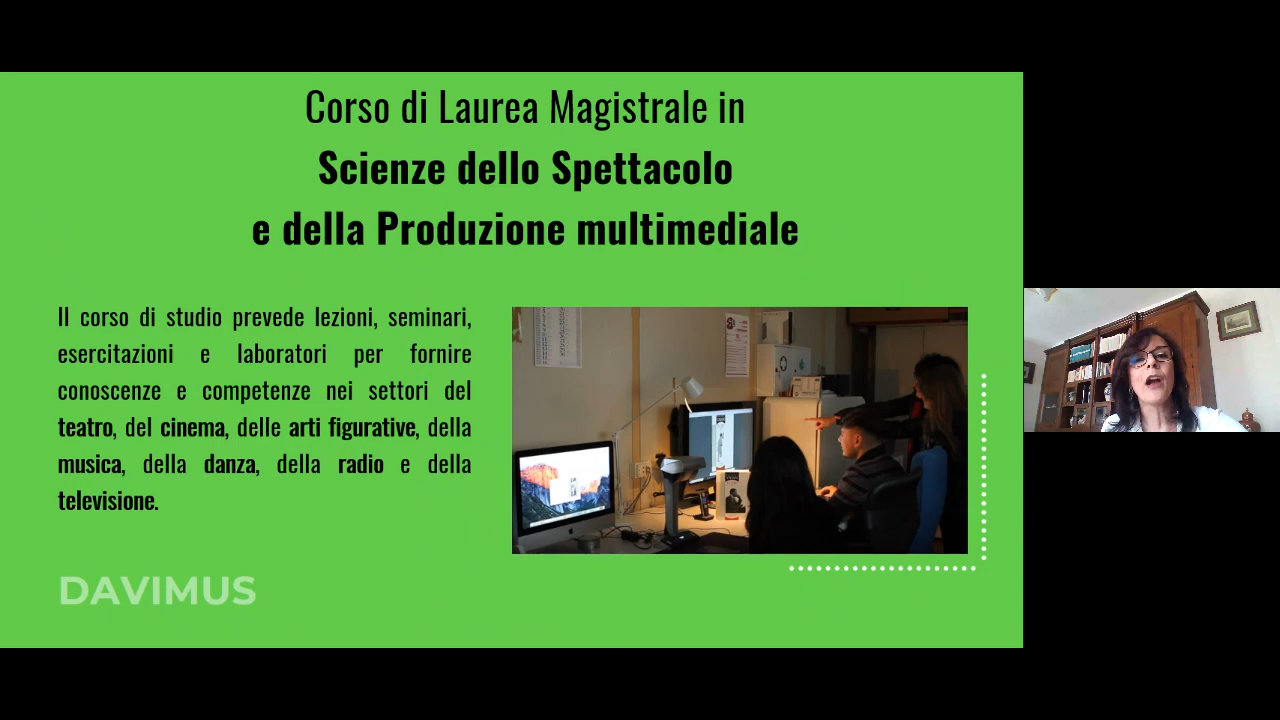 Corso di Laurea Magistrale in
Scienze dello Spettacolo
e della Produzione multimediale
Il corso di studio prevede lezioni, seminari,
esercitazioni e laboratori per fornire
conoscenze e competenze nei settori del
teatro, del cinema, delle arti figurative, della
musica, della danza, della radio e della
televisione.
DAVIMUS